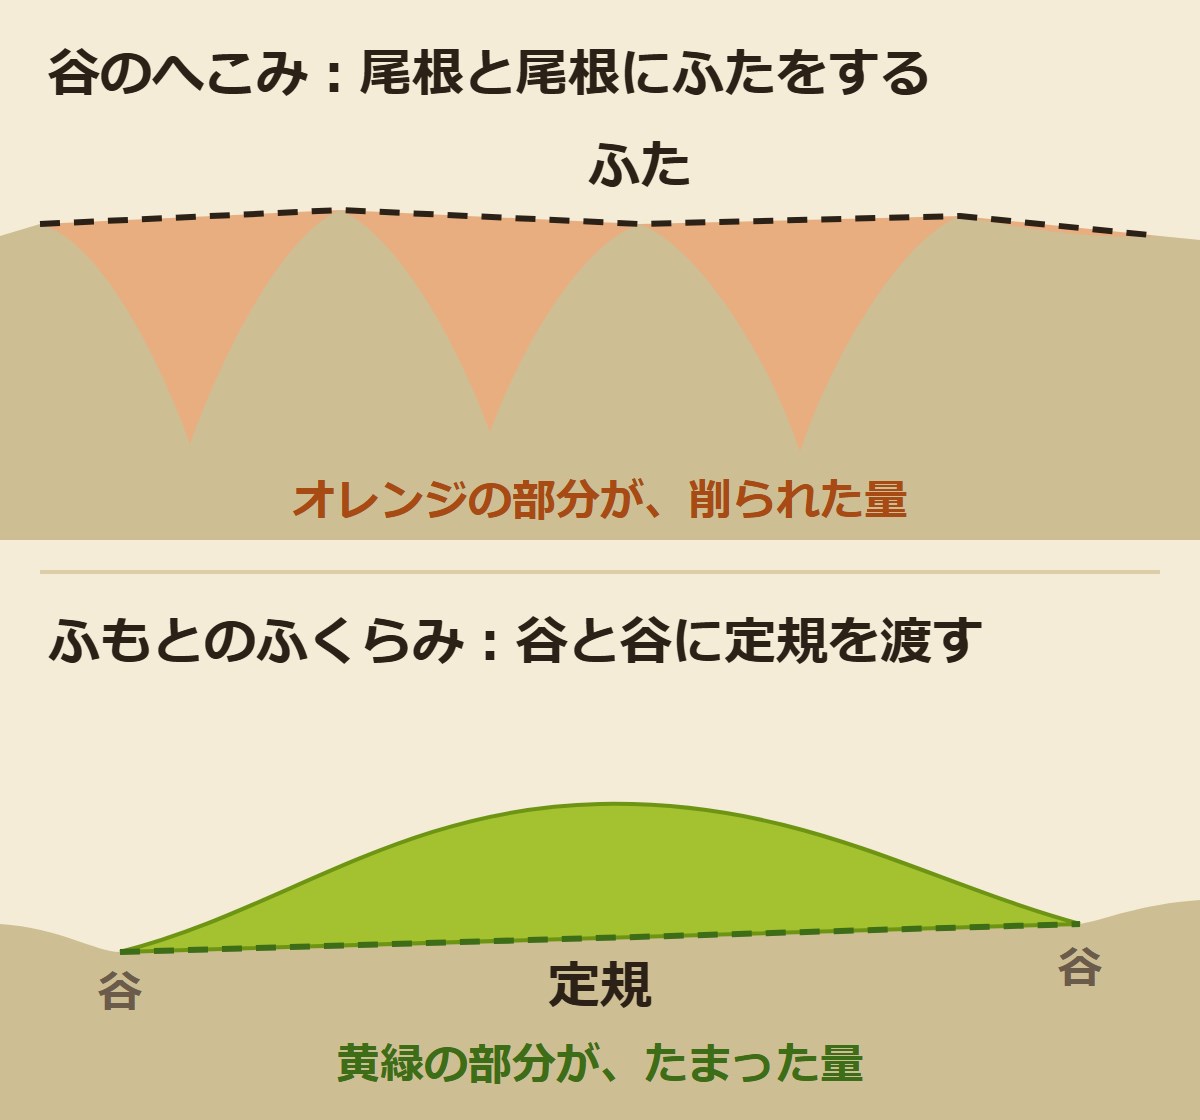 谷のへこみ：尾根と尾根にふたをする
ふた
オレンジの部分が、削られた量
ふもとのふくらみ：谷と谷に定規を渡す
谷
定規
谷
黄緑の部分が、たまった量